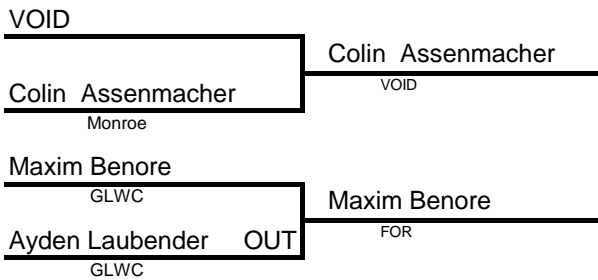 VOID
Colin Assenmacher
VOID
Colin Assenmacher
Monroe
Maxim Benore
GLWC
Maxim Benore
FOR
Ayden Laubender OUT
GLWC